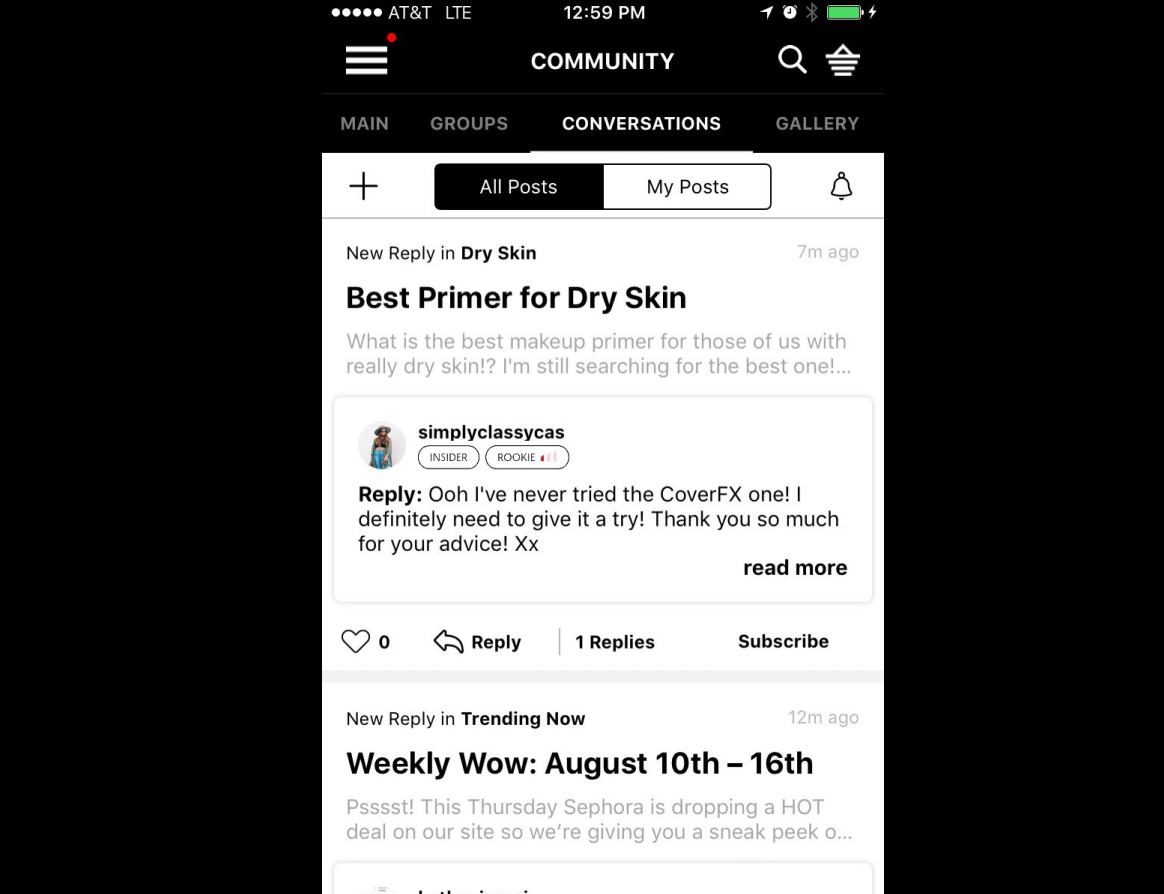 AT&T LTE 12:59 PM
COMMUNITY
MAIN GROUPS CONVERSATIONS GALLERY
All Posts My Posts
New Reply in Dry Skin 7m ago
Best Primer for Dry Skin
What is the best makeup primer for those of us with
really dry skin!? I'm still searching for the best one!...
simplyclassycas
INSIDER ROOKIE
Reply: Ooh I've never tried the CoverFX one! I
definitely need to give it a try! Thank you so much
for your advice! Xx
read more
0 Reply 1 Replies Subscribe
New Reply in Trending Now 12m ago
Weekly Wow: August 10th – 16th
Psssst! This Thursday Sephora is dropping a HOT
deal on our site so we’re giving you a sneak peek o...